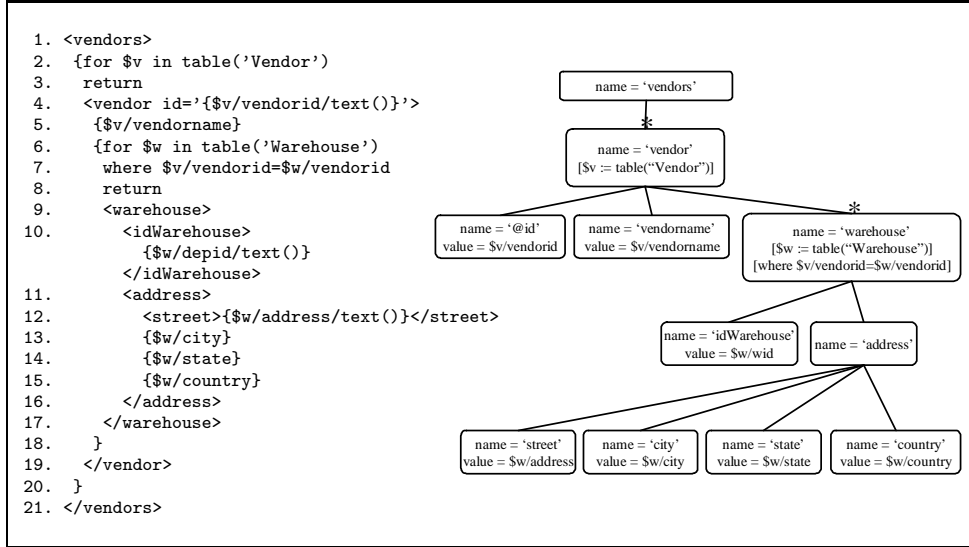 1. <vendors>
2. {for $v in table('Vendor')
3. return
4. <vendor id='{$v/vendorid/text()}'>
5. {$v/vendorname}
6. {for $w in table('Warehouse')
7. where $v/vendorid=$w/vendorid
8. return
9. <warehouse>
10. <idWarehouse>
{$w/depid/text()}
</idWarehouse>
11. <address>
12. <street>{$w/address/text()}</street>
13. {$w/city}
14. {$w/state}
15. {$w/country}
16. </address>
17. </warehouse>
18. }
19. </vendor>
20. }
21. </vendors>
name = ‘vendors’
*
name = ‘vendor’
[$v := table(“Vendor”)]
name = ‘@id’
value = $v/vendorid
name = ‘vendorname’
value = $v/vendorname
*
name = ‘warehouse’
[$w := table(“Warehouse”)]
[where $v/vendorid=$w/vendorid]
name = ‘idWarehouse’
value = $w/wid
name = ‘address’
name = ‘street’
value = $w/address
name = ‘city’
value = $w/city
name = ‘state’
value = $w/state
name = ‘country’
value = $w/country